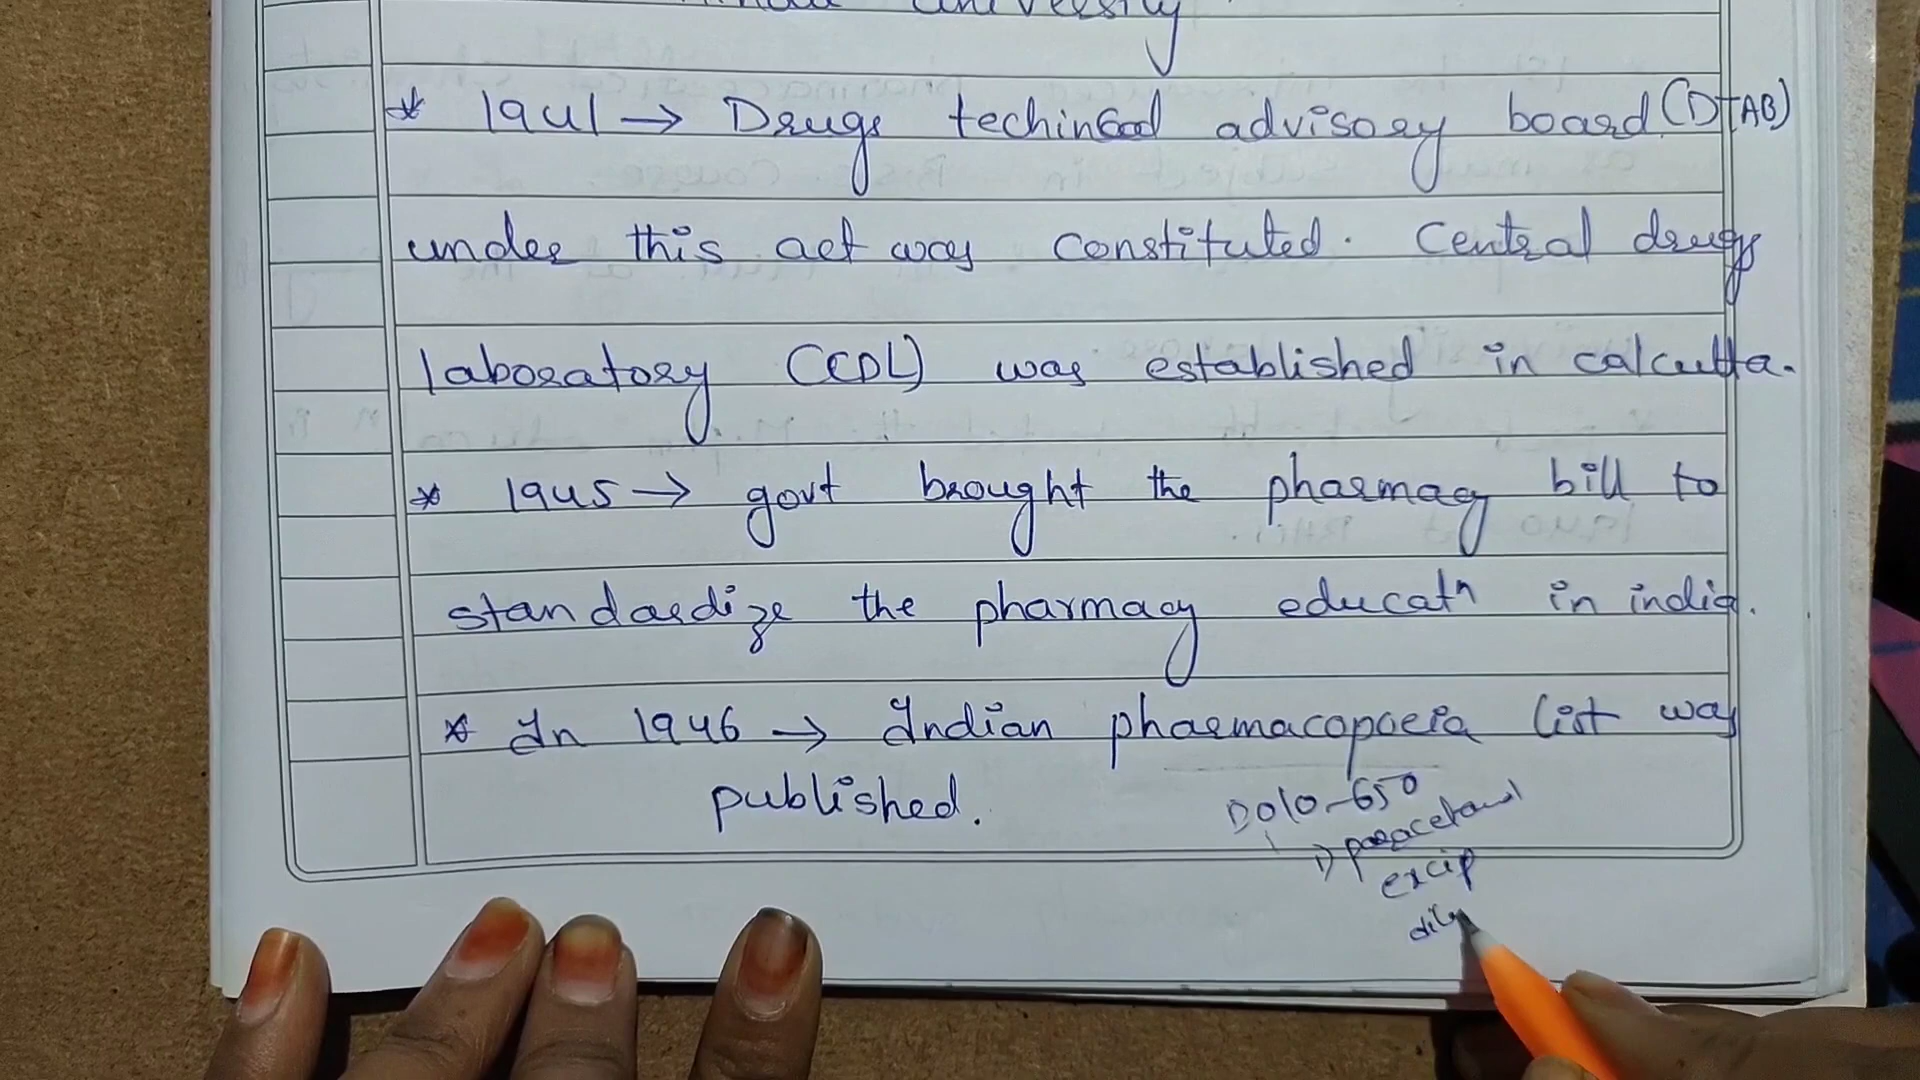 University
* 1941 → Drugs techincal advisory board (DTAB)
under this act was constituted. Central drugs
laboratory (CDL) was established in calcutta.
* 1945 → govt brought the pharmacy bill to
standardize the pharmacy educatn in india.
* In 1946 → Indian pharmacopoeia list was
published.
Dolo-650
1) paracetamol
excip